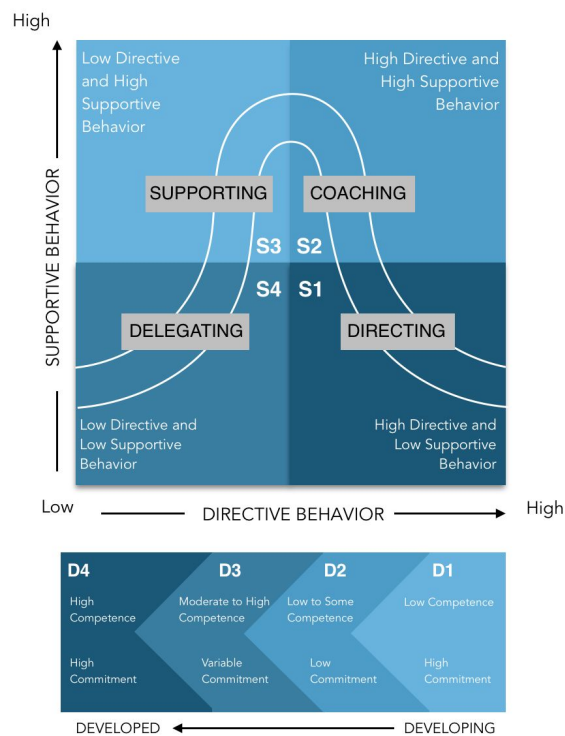 High
Low Directive
and High
Supportive
Behavior
High Directive and
High Supportive
Behavior
SUPPORTING
COACHING
S3 S2
S4 S1
DELEGATING
DIRECTING
SUPPORTIVE BEHAVIOR
Low Directive and
Low Supportive
Behavior
High Directive and
Low Supportive
Behavior
Low
DIRECTIVE BEHAVIOR
High
D4
High
Competence
High
Commitment
D3
Moderate to High
Competence
Variable
Commitment
D2
Low to Some
Competence
Low
Commitment
D1
Low Competence
High
Commitment
DEVELOPED
DEVELOPING